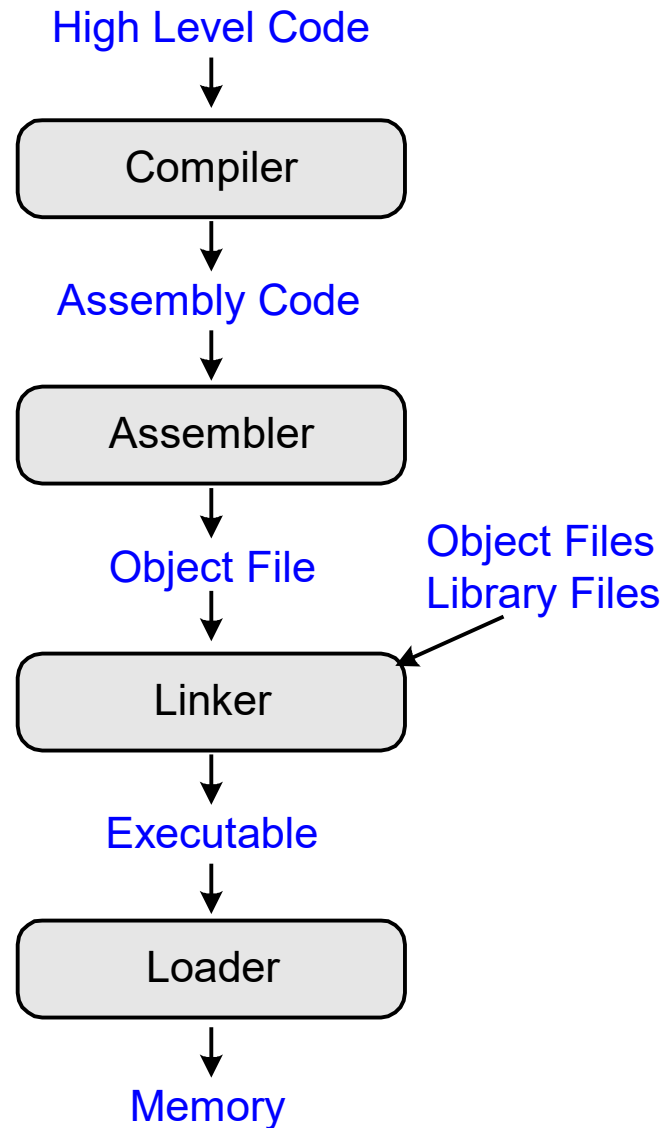 High Level Code
Compiler
Assembly Code
Assembler
Object File
Object Files
Library Files
Linker
Executable
Loader
Memory